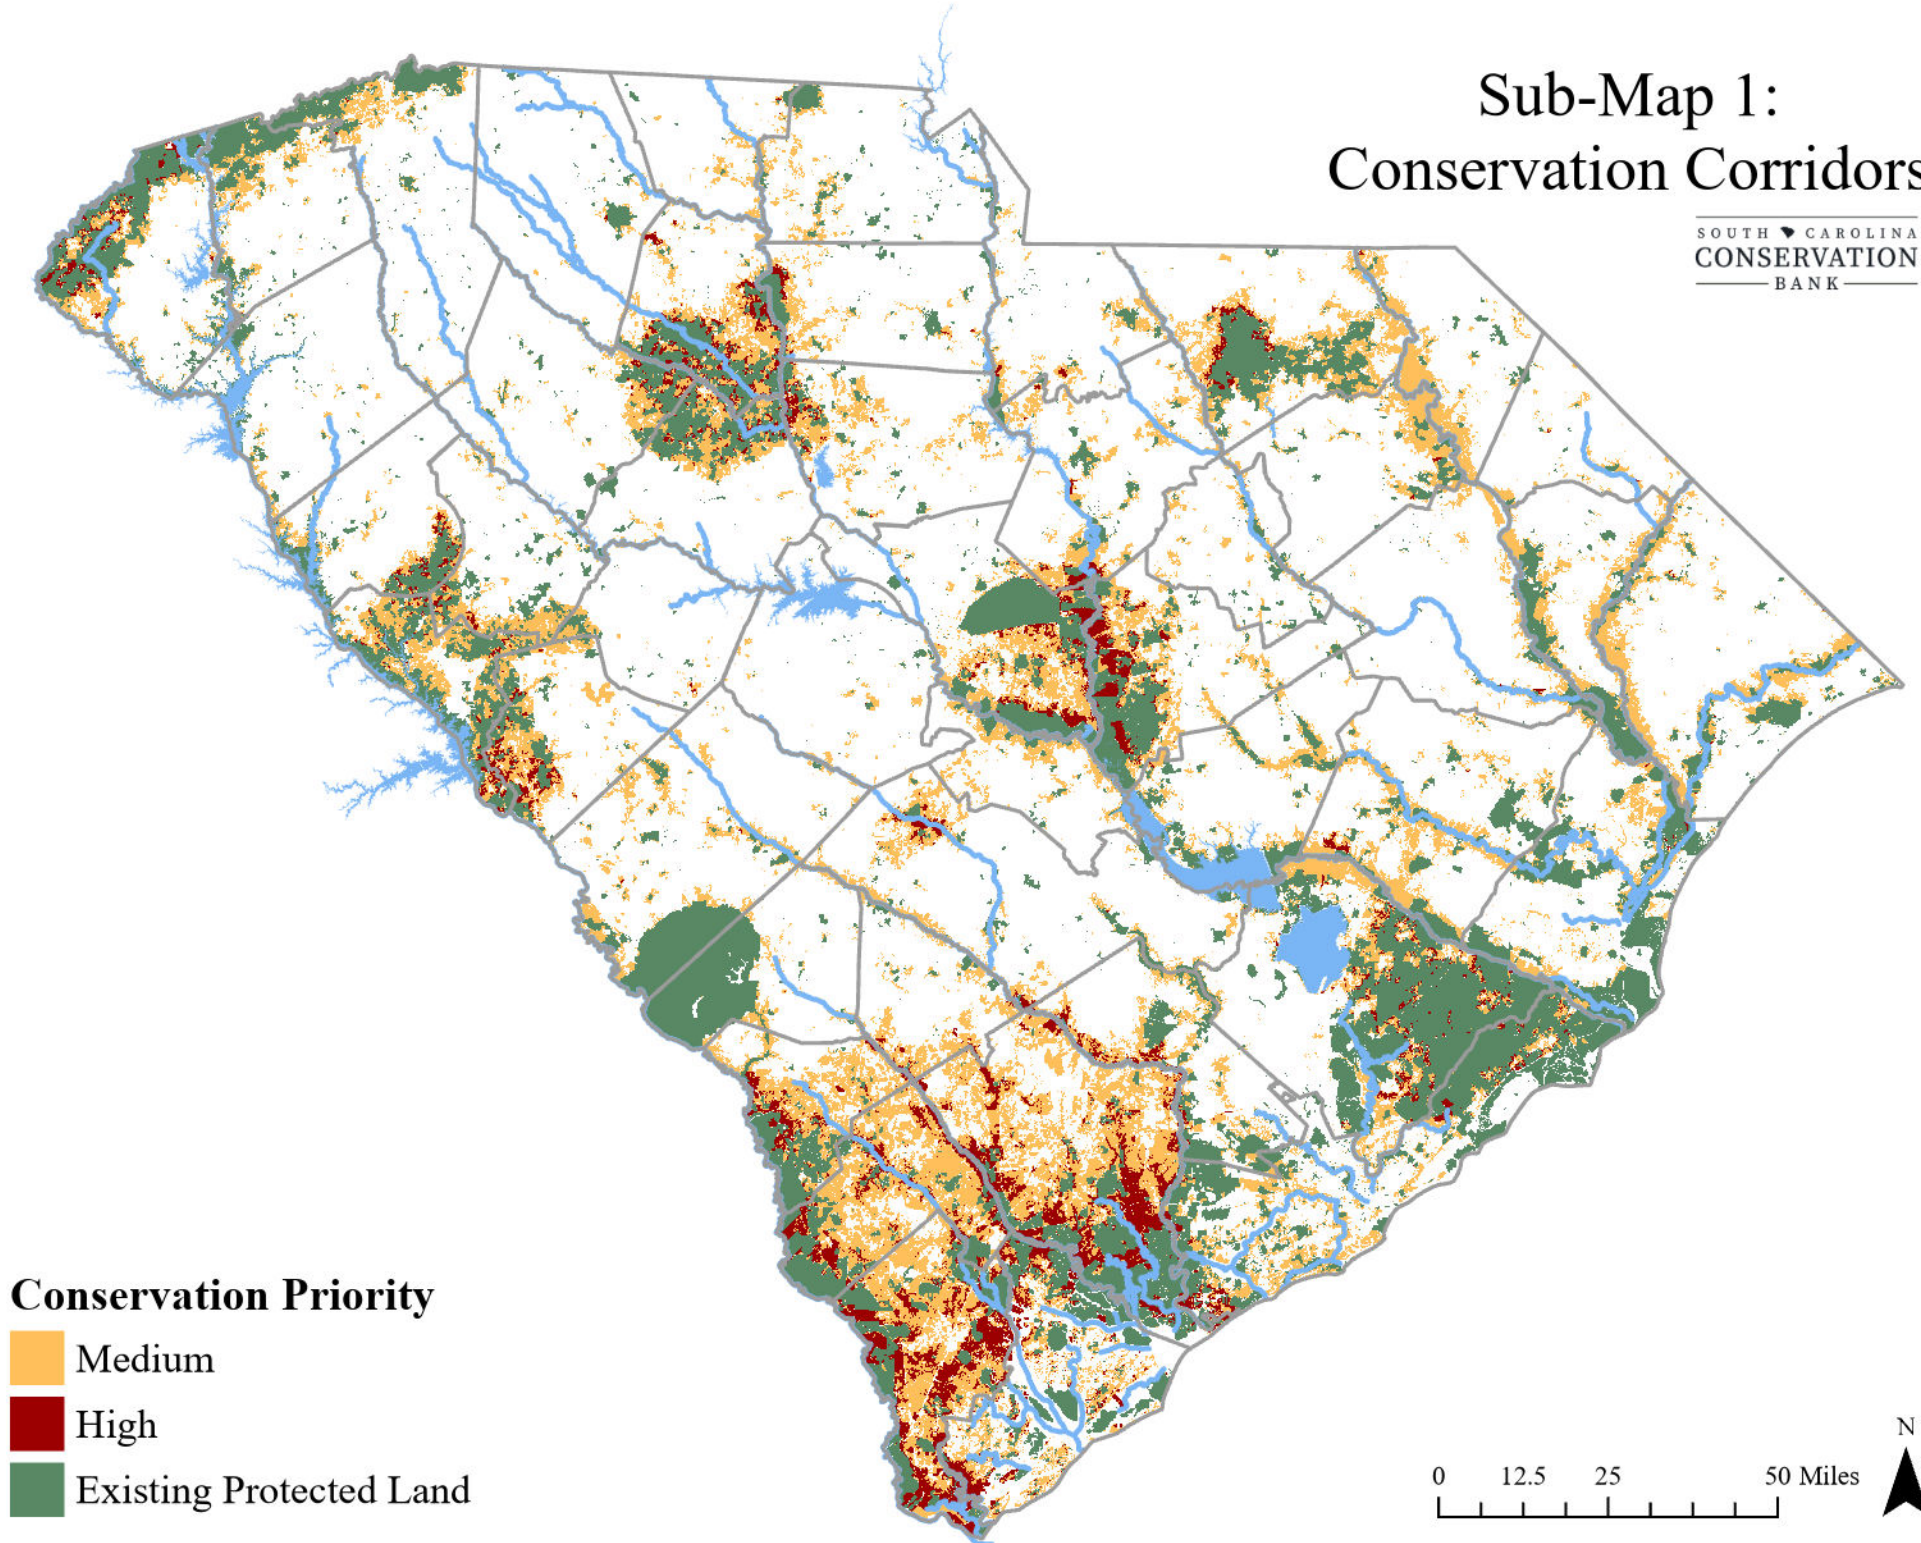 Sub-Map 1:
Conservation Corridors
SOUTH CAROLINA
CONSERVATION
BANK
Conservation Priority
Medium
High
Existing Protected Land
0 12.5 25 50 Miles
N